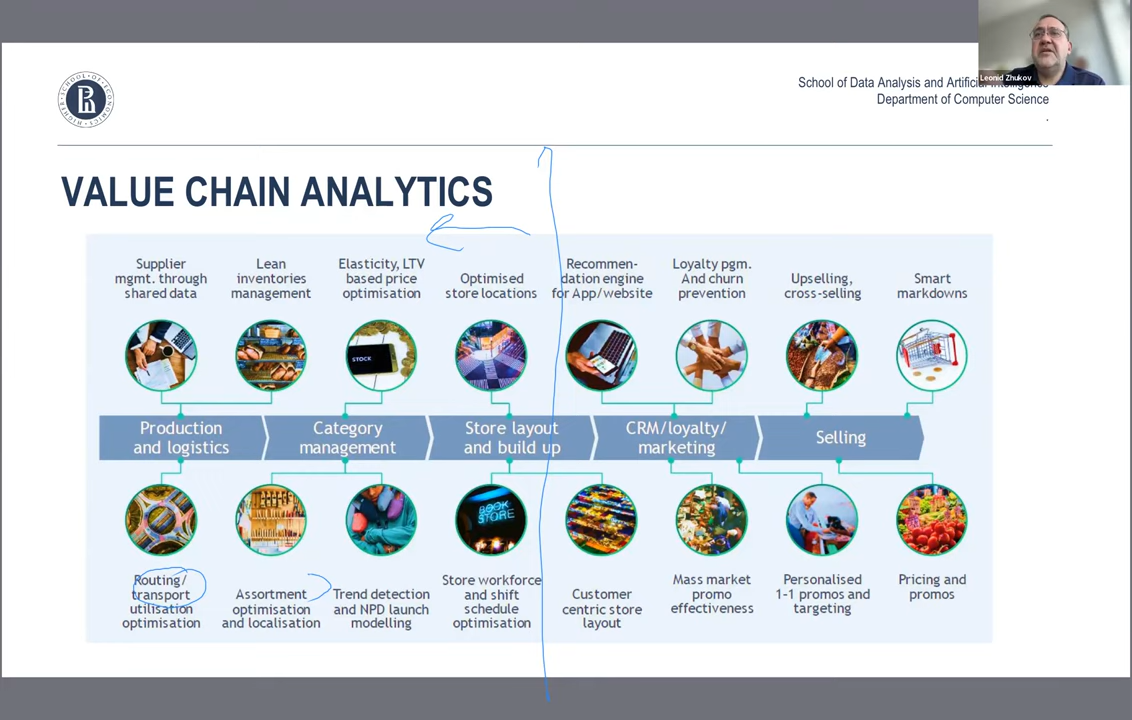 Leonid Zhukov
HIGHER SCHOOL OF ECONOMICS
School of Data Analysis and Artificial Intelligence
Department of Computer Science
.
VALUE CHAIN ANALYTICS
Supplier
mgmt. through
shared data
Lean
inventories
management
Elasticity, LTV
based price
optimisation
Optimised
store locations
Recommen-
dation engine
for App/website
Loyalty pgm.
And churn
prevention
Upselling,
cross-selling
Smart
markdowns
STOCK
Production
and logistics
Category
management
Store layout
and build up
CRM/loyalty/
marketing
Selling
BOOK
STORE
Routing/
transport
utilisation
optimisation
Assortment
optimisation
and localisation
Trend detection
and NPD launch
modelling
Store workforce
and shift
schedule
optimisation
Customer
centric store
layout
Mass market
promo
effectiveness
Personalised
1-1 promos and
targeting
Pricing and
promos